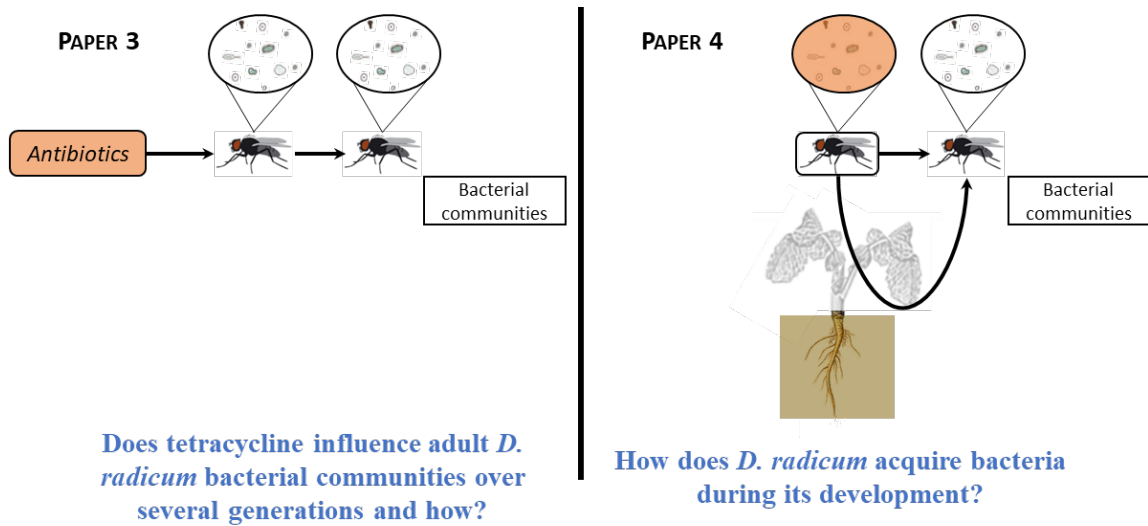 PAPER 3
Antibiotics
Bacterial
communities
Does tetracycline influence adult D.
radicum bacterial communities over
several generations and how?
PAPER 4
Bacterial
communities
How does D. radicum acquire bacteria
during its development?